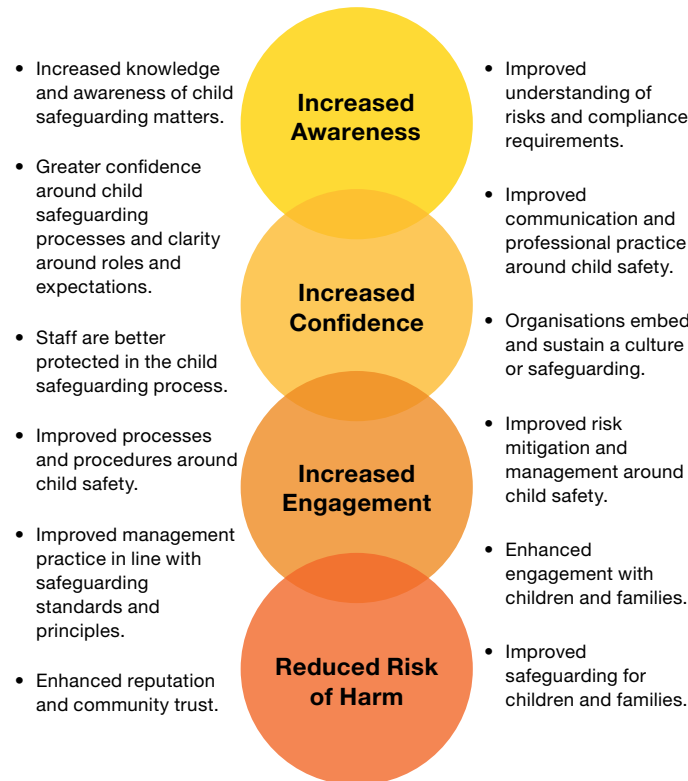 • Increased knowledge
and awareness of child
safeguarding matters.
• Greater confidence
around child
safeguarding
processes and clarity
around roles and
expectations.
• Staff are better
protected in the child
safeguarding process.
• Improved processes
and procedures around
child safety.
• Improved management
practice in line with
safeguarding
standards and
principles.
• Enhanced reputation
and community trust.
Increased
Awareness
Increased
Confidence
Increased
Engagement
Reduced Risk
of Harm
• Improved
understanding of
risks and compliance
requirements.
• Improved
communication and
professional practice
around child safety.
• Organisations embed
and sustain a culture
or safeguarding.
• Improved risk
mitigation and
management around
child safety.
• Enhanced
engagement with
children and families.
• Improved
safeguarding for
children and families.